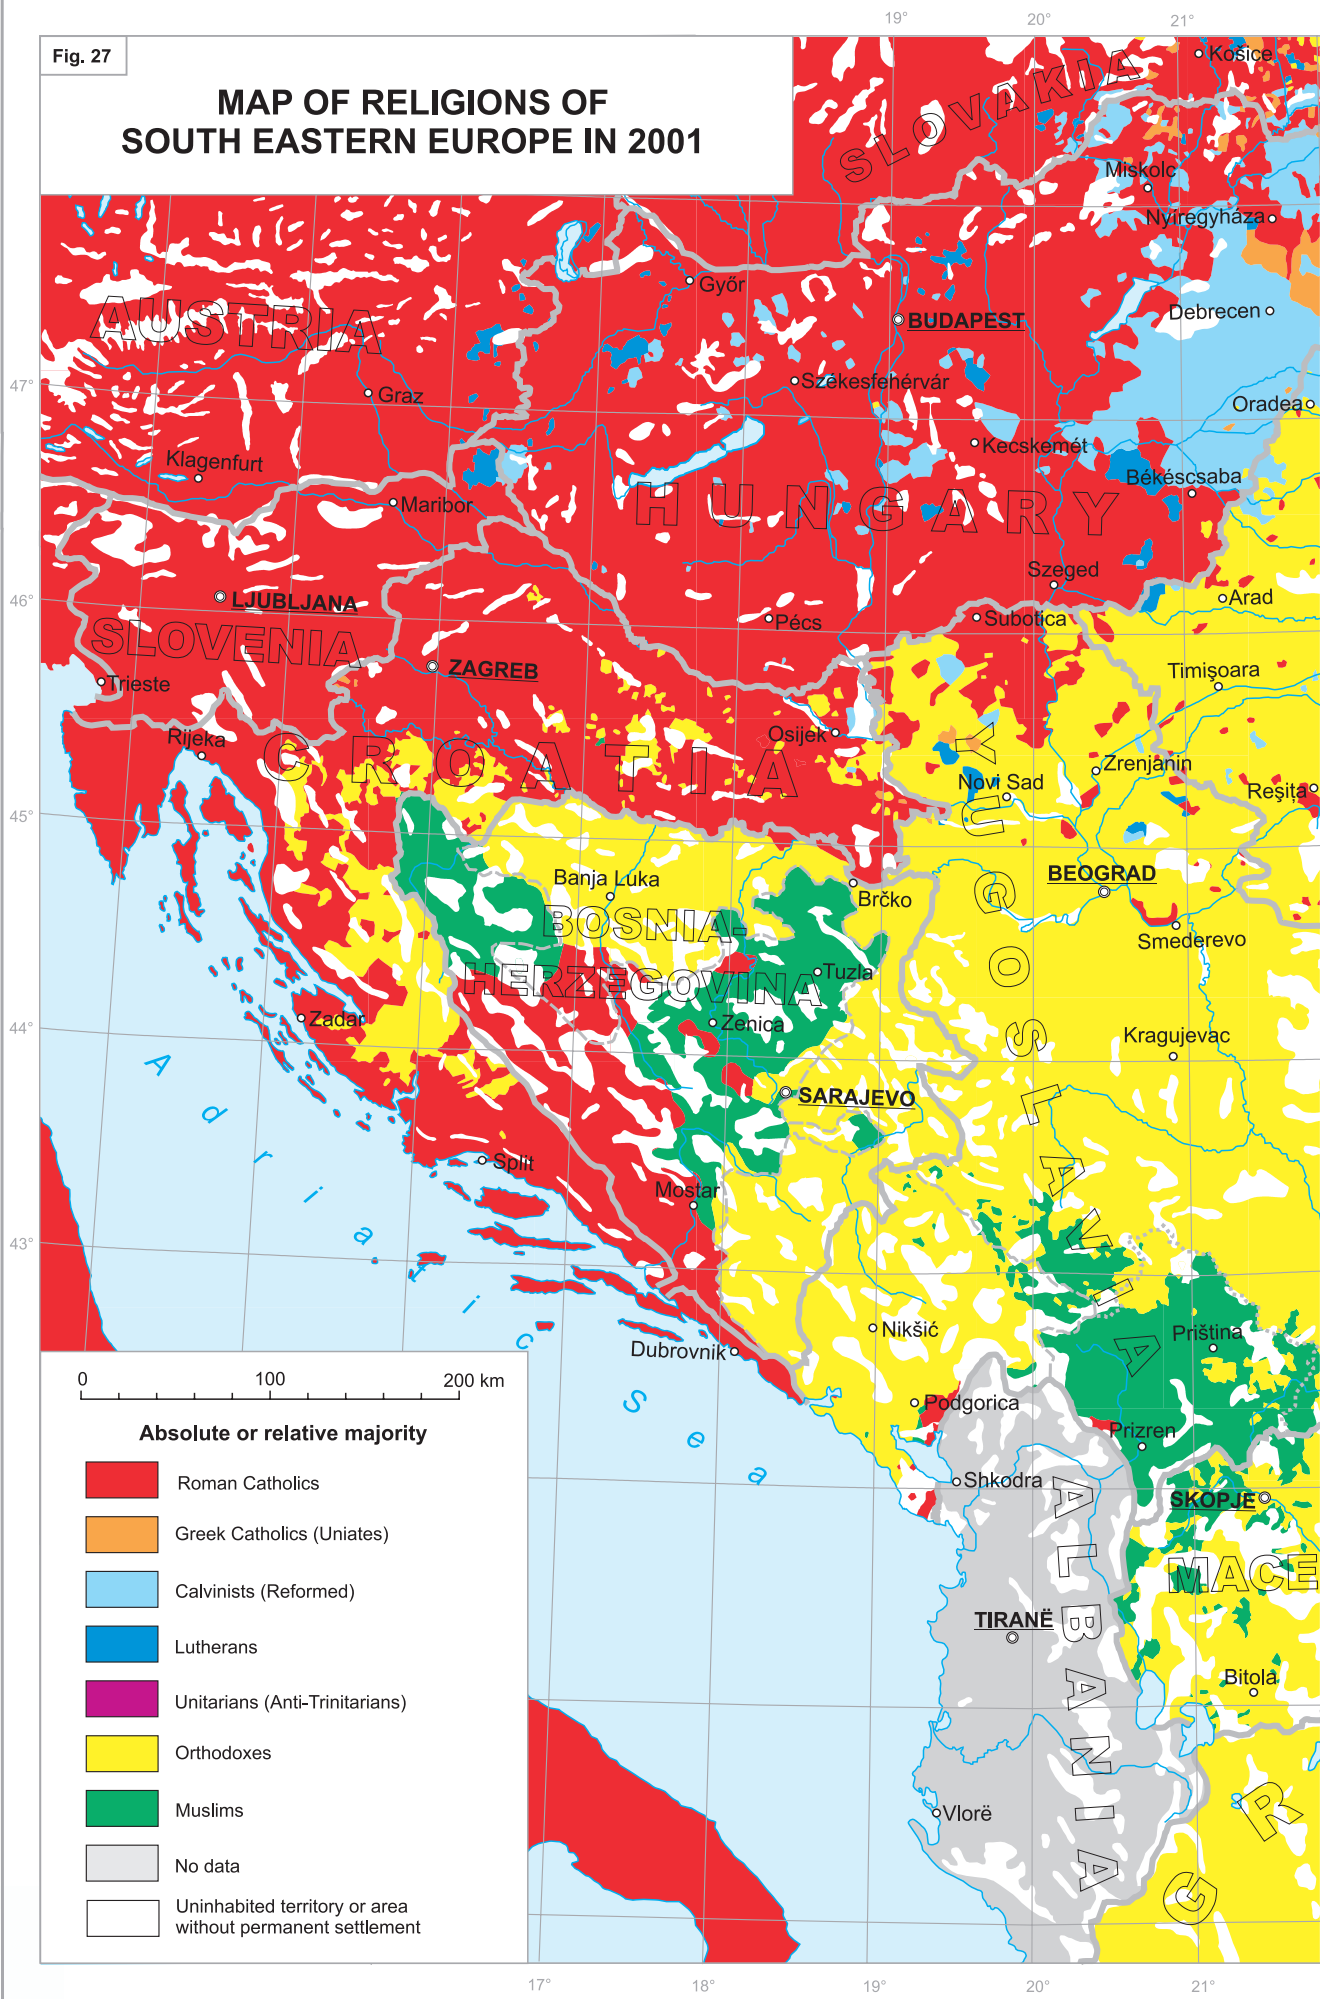 19°
20°
21°
Fig. 27
MAP OF RELIGIONS OF
SOUTH EASTERN EUROPE IN 2001
Košice
SLOVAKIA
Miskolc
Nyíregyháza
Győr
Debrecen
BUDAPEST
AUSTRIA
47°
Székesfehérvár
Graz
Oradea
Kecskemét
Klagenfurt
Békéscsaba
Maribor
HUNGARY
Szeged
46°
LJUBLJANA
Arad
Pécs
Subotica
SLOVENIA
ZAGREB
Timişoara
Trieste
Rijeka
Osijek
CROATIA
Zrenjanin
Novi Sad
Reşiţa
45°
YUGOSLAVIA
Banja Luka
BEOGRAD
Brčko
BOSNIA-
HERZEGOVINA
Smederevo
Tuzla
44°
Zadar
Zenica
Kragujevac
Adriatic Sea
SARAJEVO
Split
Mostar
43°
Nikšić
Priština
Dubrovnik
Podgorica
Prizren
Shkodra
SKOPJE
ALBANIA
MACE
TIRANË
Bitola
Vlorë
GR
0
100
200 km
Absolute or relative majority
Roman Catholics
Greek Catholics (Uniates)
Calvinists (Reformed)
Lutherans
Unitarians (Anti-Trinitarians)
Orthodoxes
Muslims
No data
Uninhabited territory or area
without permanent settlement
17°
18°
19°
20°
21°